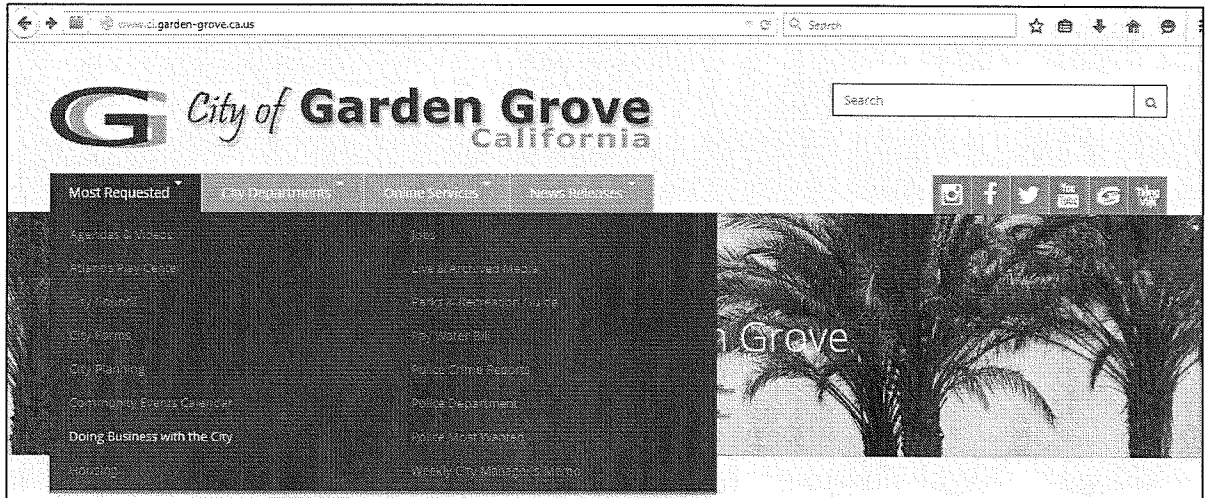 www.ci.garden-grove.ca.us
Search
City of Garden Grove
California
Search
Most Requested
City Departments
Online Services
News Releases
You Tube
Agendas & Videos
Jobs
Atlantis Play Center
Live & Archived Media
City Council
Parks & Recreation Guide
City Forms
Pay Water Bill
n Grove
City Planning
Police Crime Reports
Community Events Calendar
Police Department
Doing Business with the City
Police Most Wanted
Housing
Weekly City Manager's Memo